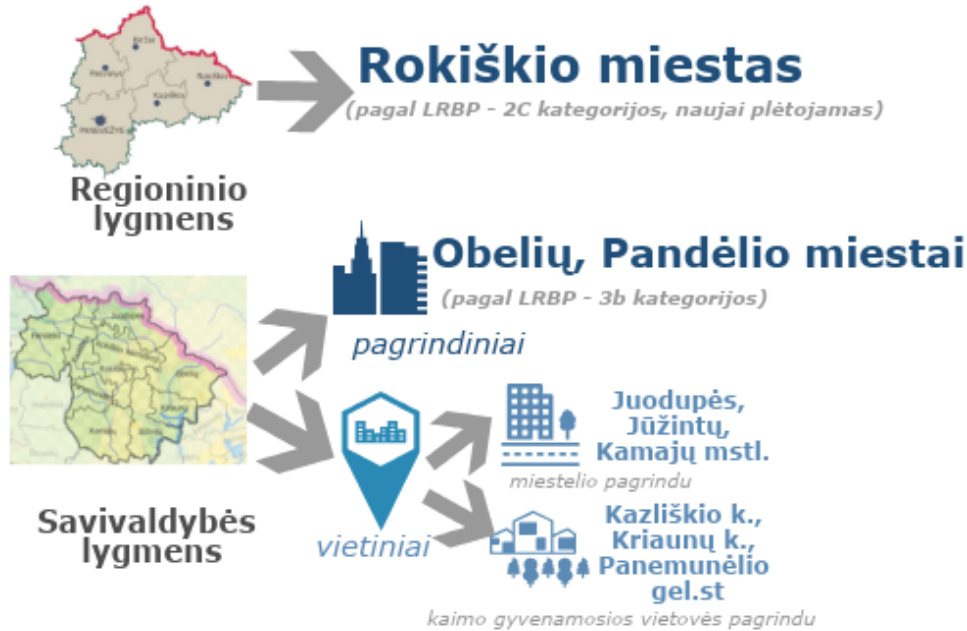 Rokiškio miestas
(pagal LRBP - 2C kategorijos, naujai plėtojamas)
PANEVĖŽYS
Regioninio
lygmens
Obelių, Pandėlio miestai
(pagal LRBP - 3b kategorijos)
pagrindiniai
Juodupės,
Jūžintų,
Kamajų mstl.
miestelio pagrindu
Savivaldybės
lygmens
vietiniai
Kazliškio k.,
Kriaunų k.,
Panemunėlio
gel.st
kaimo gyvenamosios vietovės pagrindu